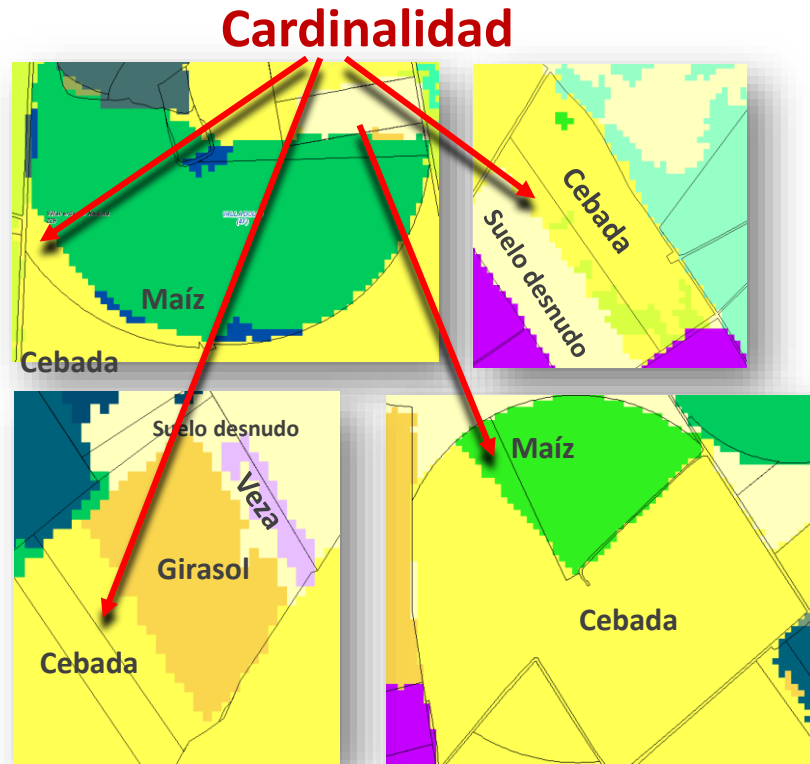 Cardinalidad
Maíz
Cebada
Cebada
Suelo desnudo
Suelo desnudo
Veza
Girasol
Cebada
Maíz
Cebada